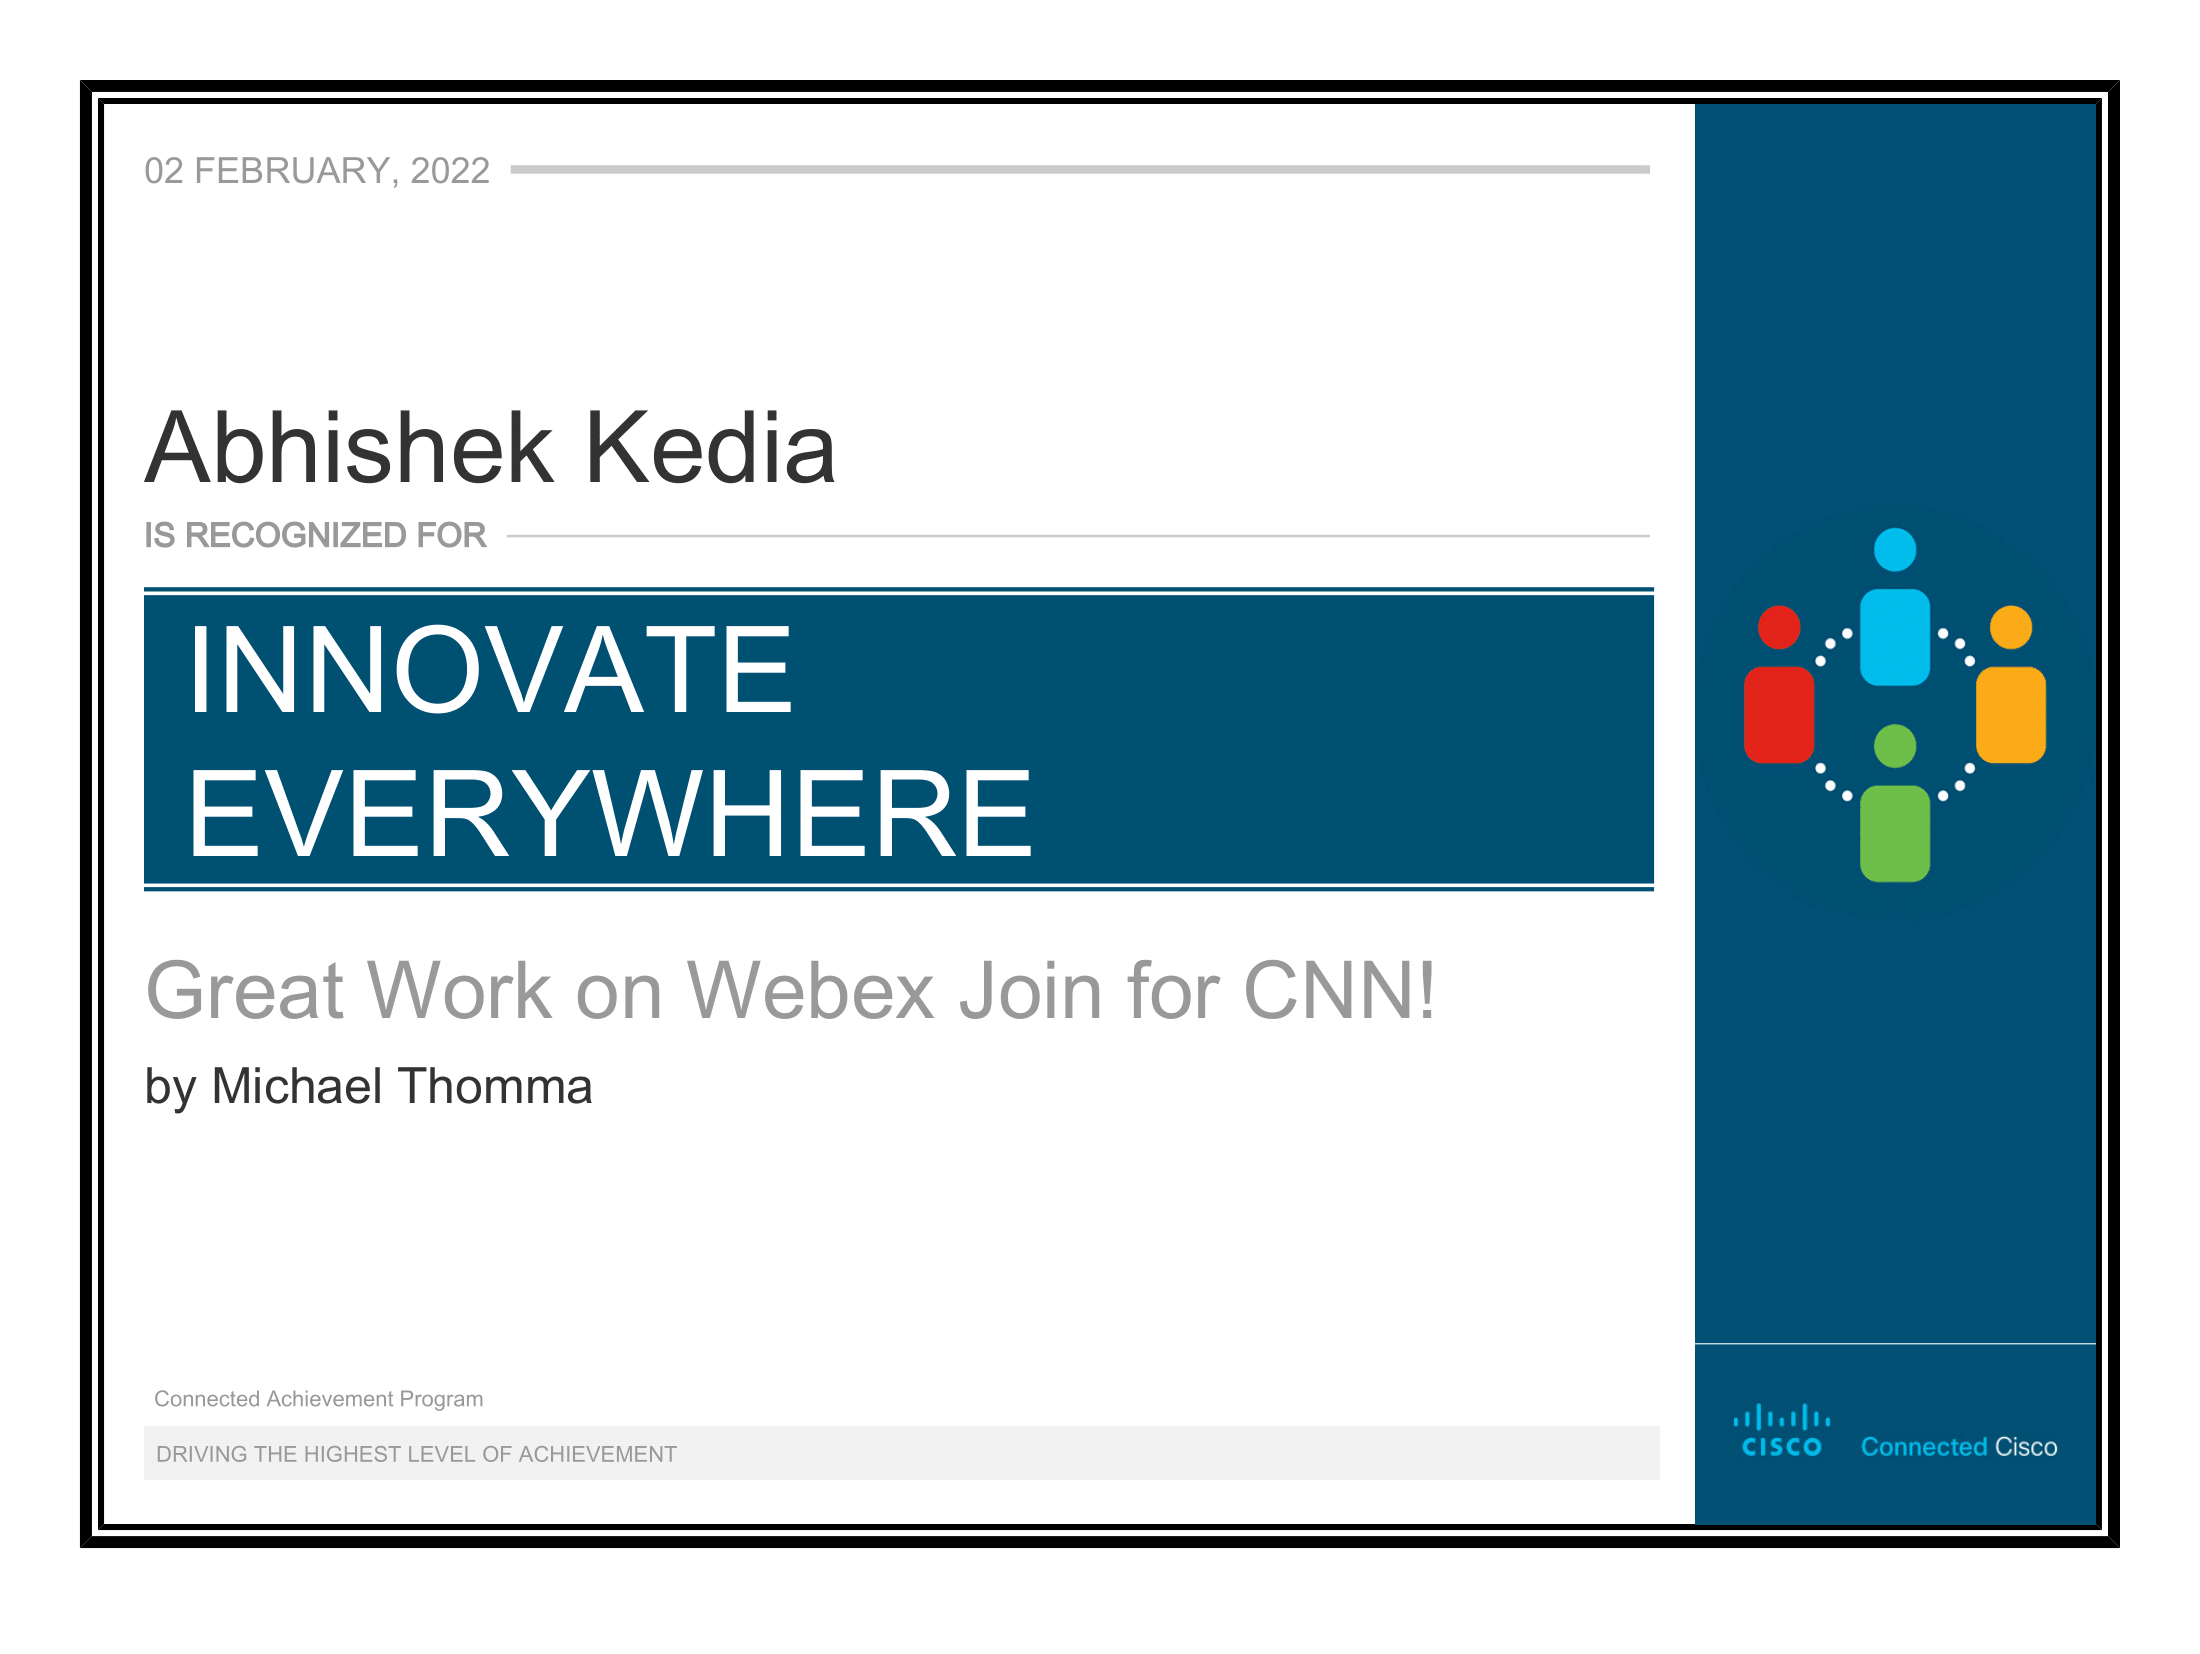 02 FEBRUARY, 2022
Abhishek Kedia
IS RECOGNIZED FOR
INNOVATE
EVERYWHERE
Great Work on Webex Join for CNN!
by Michael Thomma
Connected Achievement Program
DRIVING THE HIGHEST LEVEL OF ACHIEVEMENT
CISCO
Connected Cisco